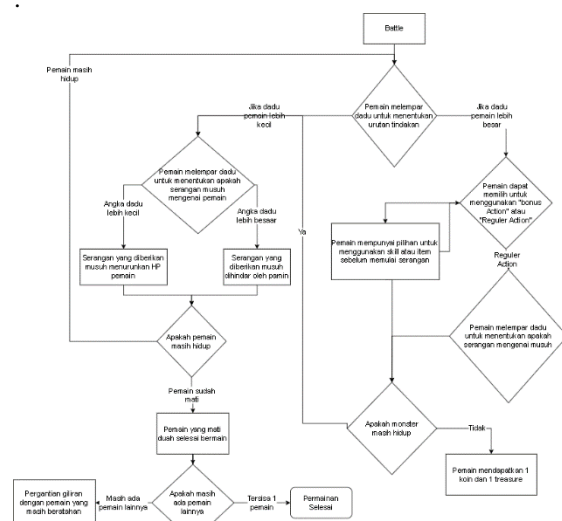 Battle
Pemain masih
hidup
Pemain melempar
dadu untuk menentukan
urutan tindakan
Jika dadu
pemain lebih
kecil
Jika dadu
pemain lebih
besar
Pemain melempar dadu
untuk menentukan apakah
serangan musuh
mengenai pemain
Pemain dapat
memilih untuk
menggunakan "bonus
Action" atau
"Reguler Action"
Angka dadu
lebih kecil
Angka dadu
lebih besaar
Ya
Pemain mempunyai pilihan untuk
menggunakan skill atau item
sebelum memulai serangan
Serangan yang diberikan
musuh menurunkan HP
pemain
Serangan yang
diberikan musuh
dihindar oleh pamin
Reguler
Action
Apakah pemain
masih hidup
Pemain melempar dadu
untuk menentukan apakah
serangan mengenai musuh
Pemain sudah
mati
Pemain yang mati
duah selesai bermain
Apakah monster
masih hidup
Tidak
Pemain mendapatkan 1
koin dan 1 treasure
Pergantian giliran
dengan pemain yang
masih beratahan
Masih ada
pemain lainnya
Apakah masih
ada pemain
lainnya
Tersisa 1
pemain
Permainan
Selesai